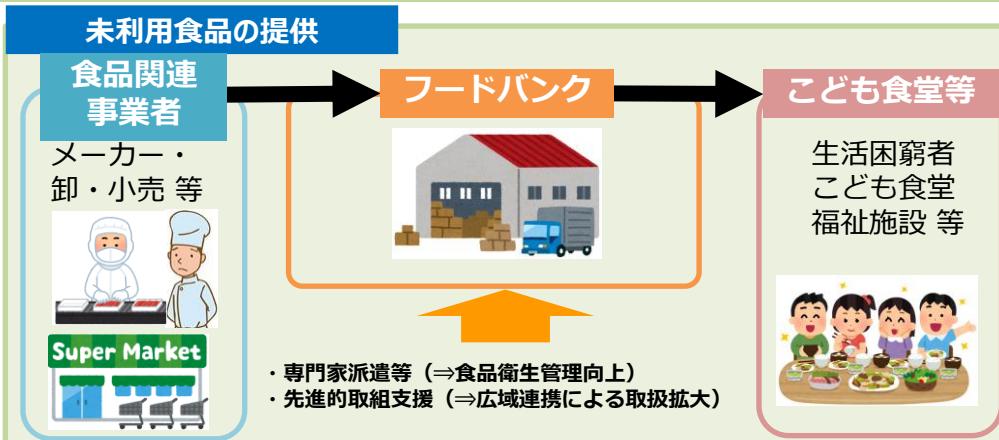 未利用食品の提供
食品関連
事業者
メーカー・
卸・小売 等
Super Market
フードバンク
・専門家派遣等（⇒食品衛生管理向上）
・先進的取組支援（⇒広域連携による取扱拡大）
こども食堂等
生活困窮者
こども食堂
福祉施設 等